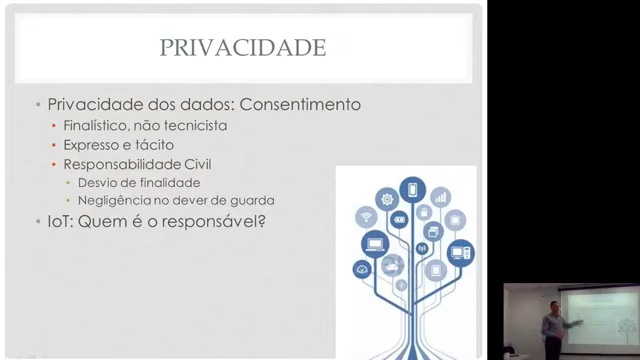 PRIVACIDADE
Privacidade dos dados: Consentimento
Finalístico, não tecnicista
Expresso e tácito
Responsabilidade Civil
Desvio de finalidade
Negligência no dever de guarda
IoT: Quem é o responsável?